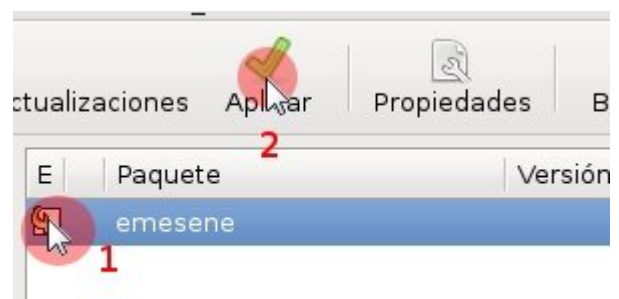 ctualizaciones Aplicar Propiedades B
2
E Paquete Versión
emesene
1